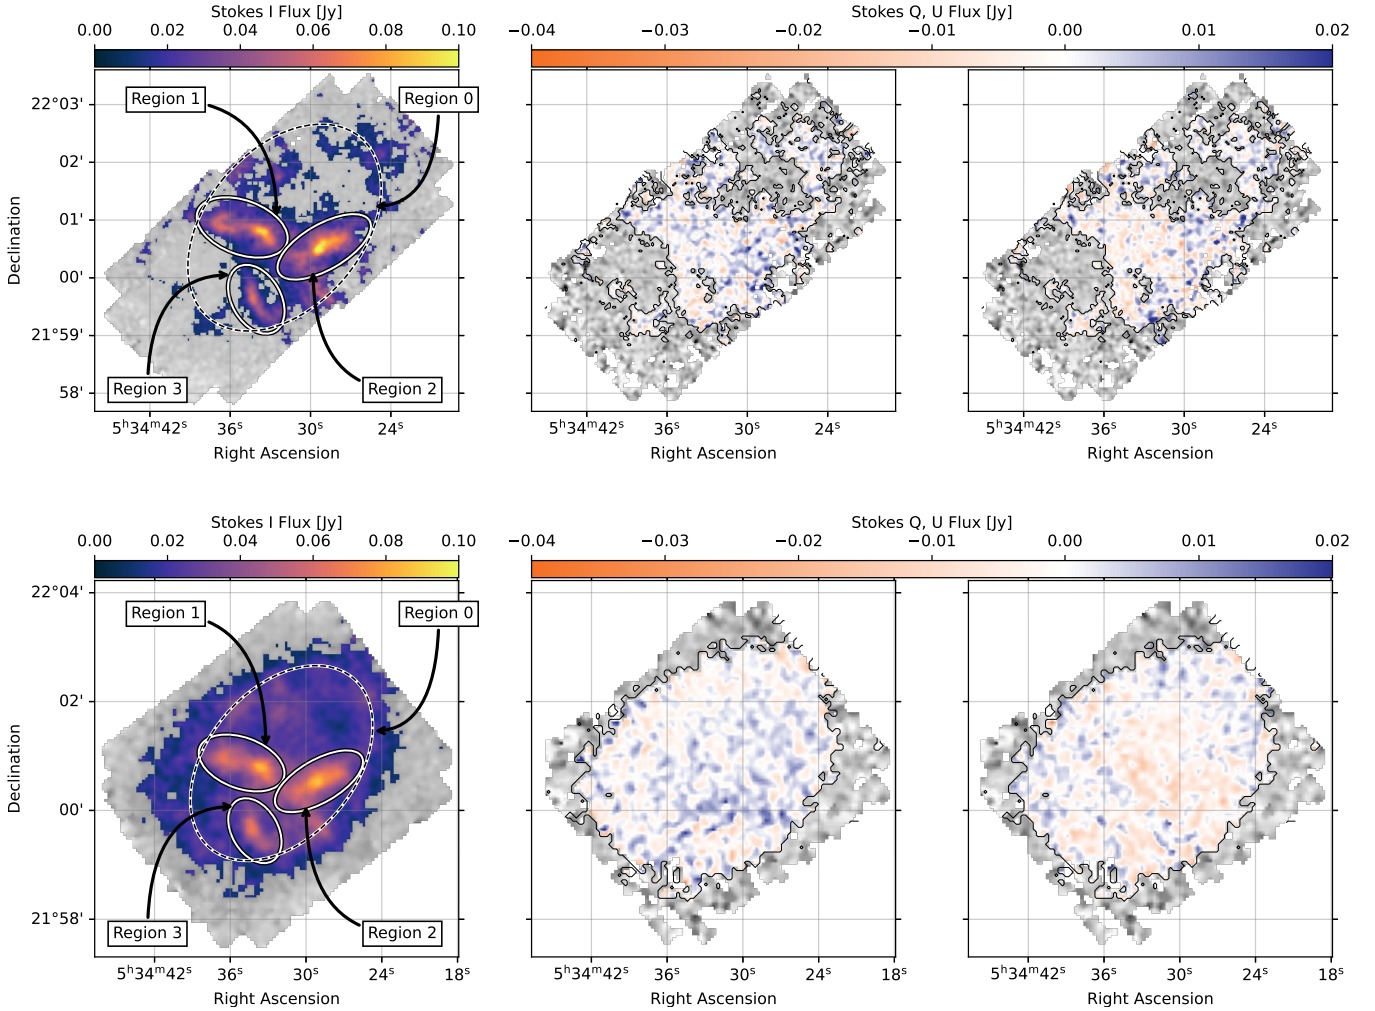 Stokes I Flux [Jy]
Stokes Q, U Flux [Jy]
0.00 0.02 0.04 0.06 0.08 0.10
−0.04 −0.03 −0.02 −0.01 0.00 0.01 0.02
Region 1
Region 0
22°03'
02'
01'
00'
21°59'
58'
Declination
Region 3
Region 2
5ʰ34ᵐ42ˢ 36ˢ 30ˢ 24ˢ
5ʰ34ᵐ42ˢ 36ˢ 30ˢ 24ˢ
5ʰ34ᵐ42ˢ 36ˢ 30ˢ 24ˢ
Right Ascension
Right Ascension
Right Ascension
Stokes I Flux [Jy]
Stokes Q, U Flux [Jy]
0.00 0.02 0.04 0.06 0.08 0.10
−0.04 −0.03 −0.02 −0.01 0.00 0.01 0.02
Region 1
Region 0
22°04'
02'
00'
21°58'
Declination
Region 3
Region 2
5ʰ34ᵐ42ˢ 36ˢ 30ˢ 24ˢ 18ˢ
5ʰ34ᵐ42ˢ 36ˢ 30ˢ 24ˢ
5ʰ34ᵐ42ˢ 36ˢ 30ˢ 24ˢ 18ˢ
Right Ascension
Right Ascension
Right Ascension